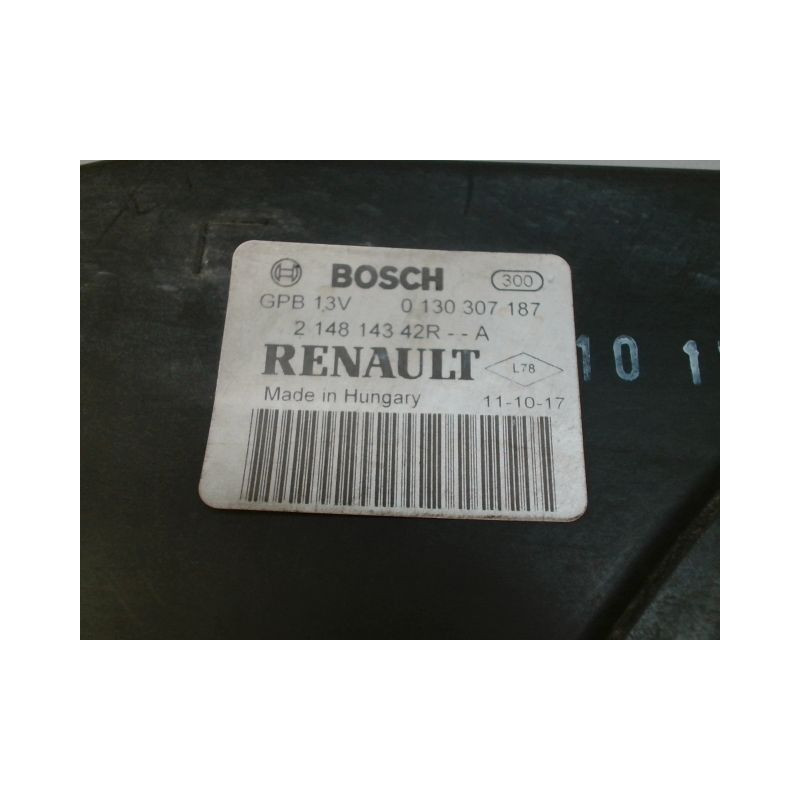 BOSCH 300
GPB 13V 0 130 307 187
2 148 143 42R - - A
RENAULT L78
Made in Hungary 11-10-17
10